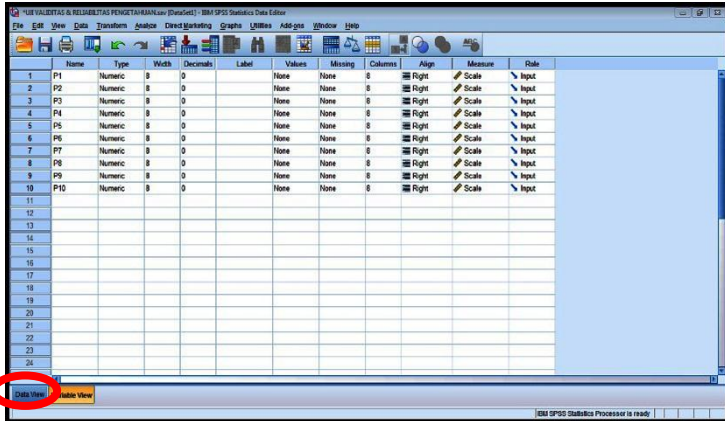 *UJI VALIDITAS & RELIABILITAS PENGETAHUAN.sav [DataSet1] - IBM SPSS Statistics Data Editor
File Edit View Data Transform Analyze Direct Marketing Graphs Utilities Add-ons Window Help
Name Type Width Decimals Label Values Missing Columns Align Measure Role
1 P1 Numeric 8 0 None None 8 Right Scale Input
2 P2 Numeric 8 0 None None 8 Right Scale Input
3 P3 Numeric 8 0 None None 8 Right Scale Input
4 P4 Numeric 8 0 None None 8 Right Scale Input
5 P5 Numeric 8 0 None None 8 Right Scale Input
6 P6 Numeric 8 0 None None 8 Right Scale Input
7 P7 Numeric 8 0 None None 8 Right Scale Input
8 P8 Numeric 8 0 None None 8 Right Scale Input
9 P9 Numeric 8 0 None None 8 Right Scale Input
10 P10 Numeric 8 0 None None 8 Right Scale Input
11
12
13
14
15
16
17
18
19
20
21
22
23
24
Data View Variable View
IBM SPSS Statistics Processor is ready